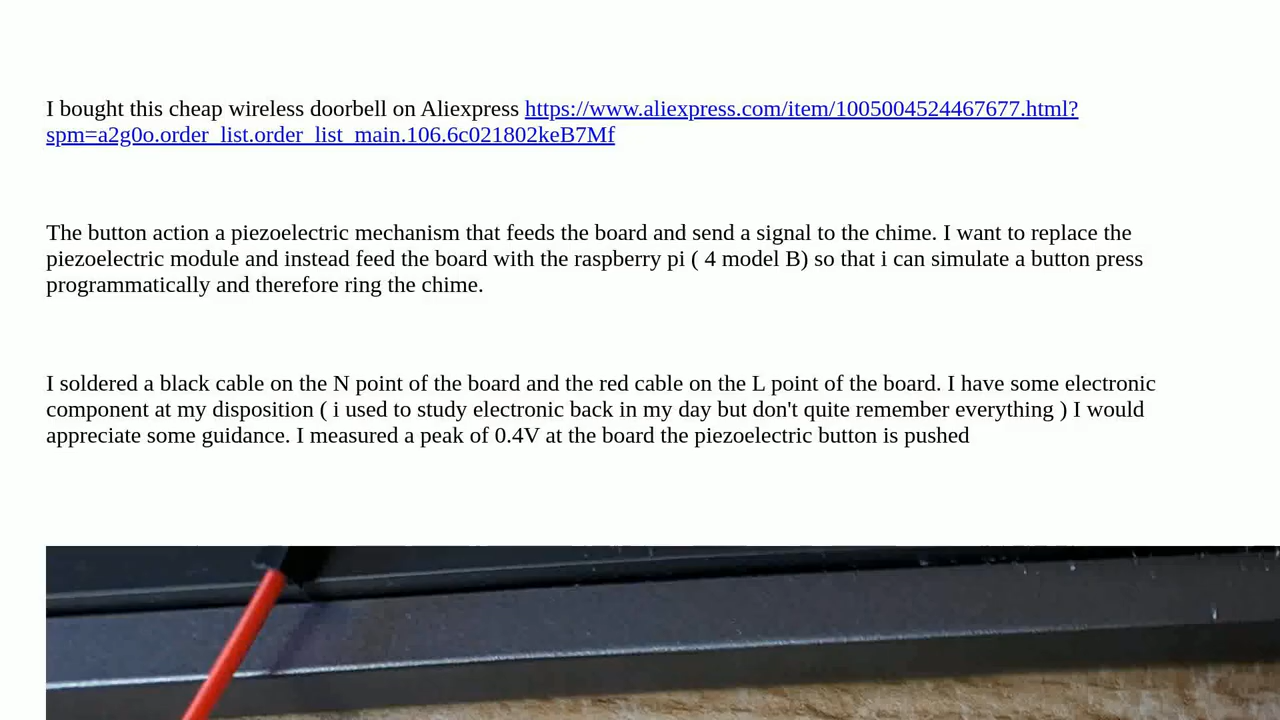 I bought this cheap wireless doorbell on Aliexpress https://www.aliexpress.com/item/1005004524467677.html?
spm=a2g0o.order_list.order_list_main.106.6c021802keB7Mf
The button action a piezoelectric mechanism that feeds the board and send a signal to the chime. I want to replace the
piezoelectric module and instead feed the board with the raspberry pi ( 4 model B) so that i can simulate a button press
programmatically and therefore ring the chime.
I soldered a black cable on the N point of the board and the red cable on the L point of the board. I have some electronic
component at my disposition ( i used to study electronic back in my day but don't quite remember everything ) I would
appreciate some guidance. I measured a peak of 0.4V at the board the piezoelectric button is pushed